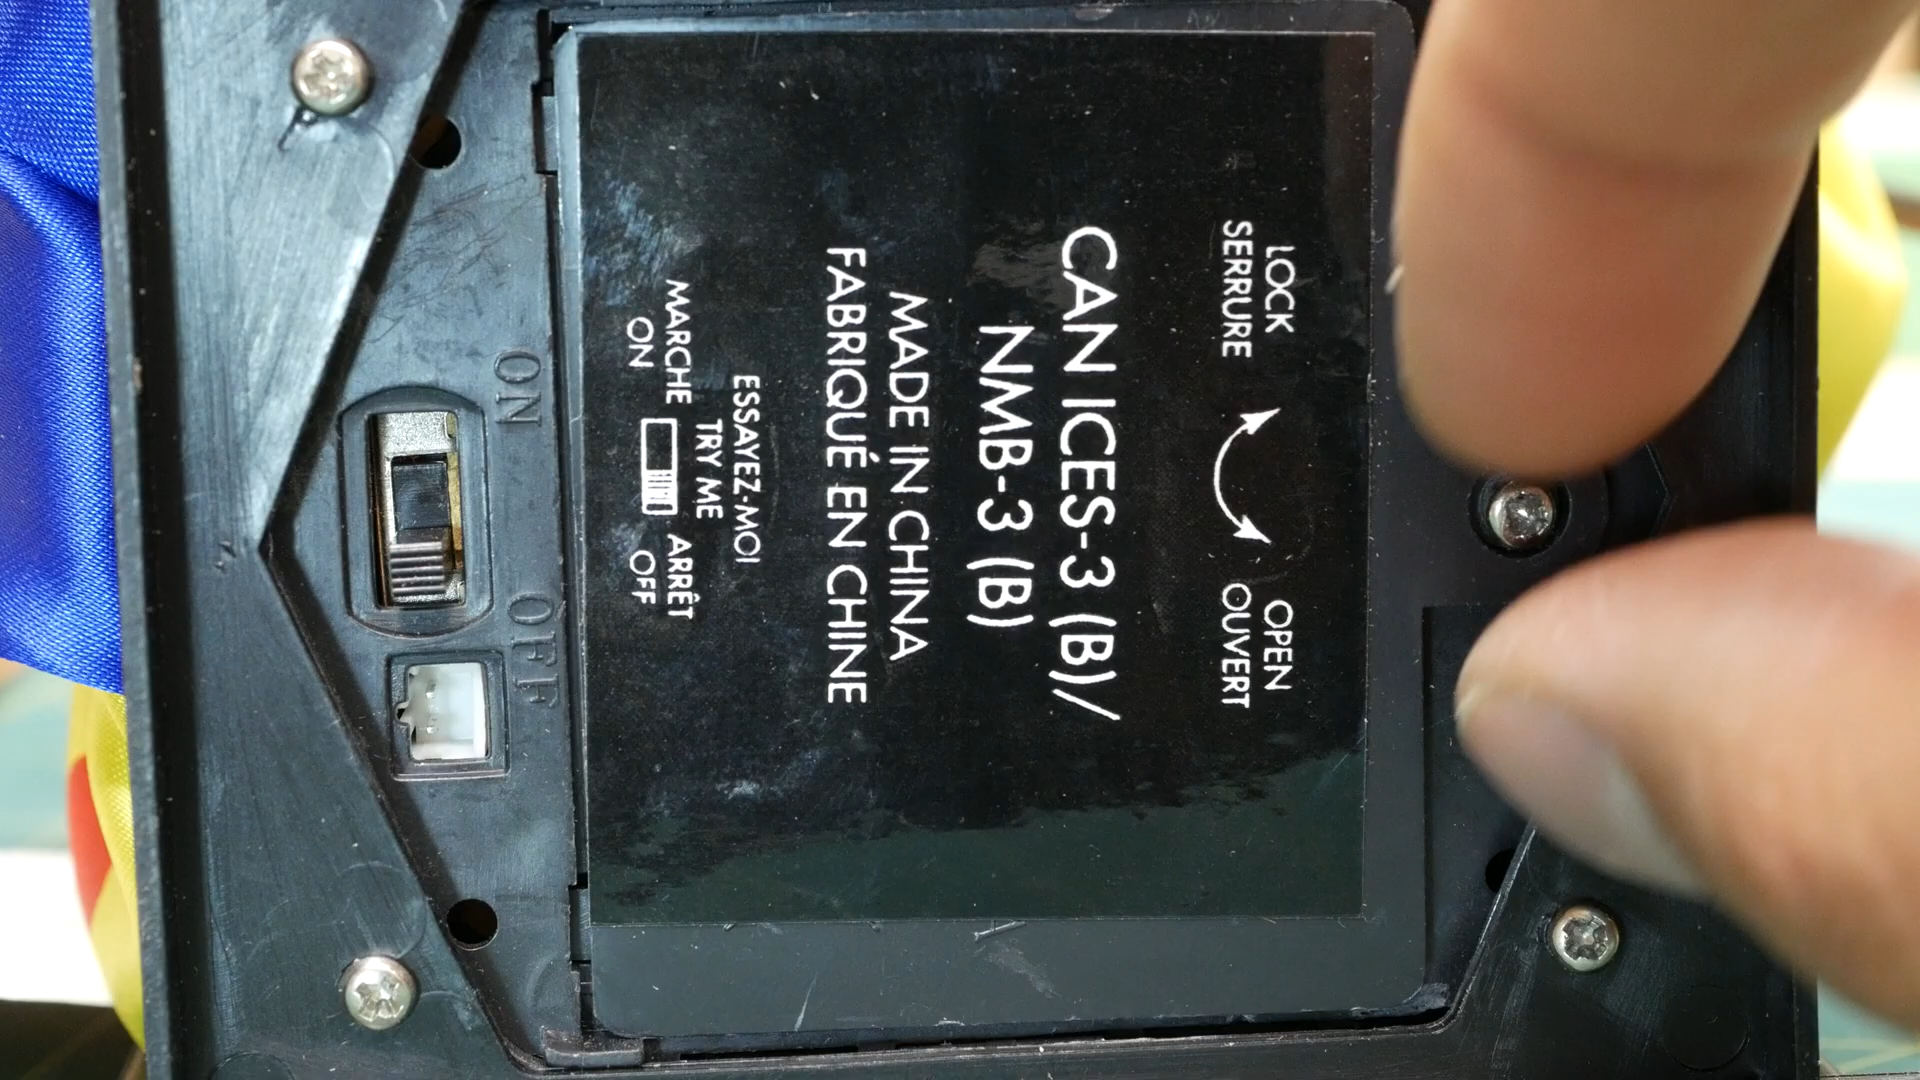 LOCK
SERRURE
OPEN
OUVERT
CAN ICES-3 (B)/
NMB-3 (B)
MADE IN CHINA
FABRIQUÉ EN CHINE
ESSAYEZ-MOI
TRY ME
MARCHE
ON
ARRÊT
OFF
ON
OFF